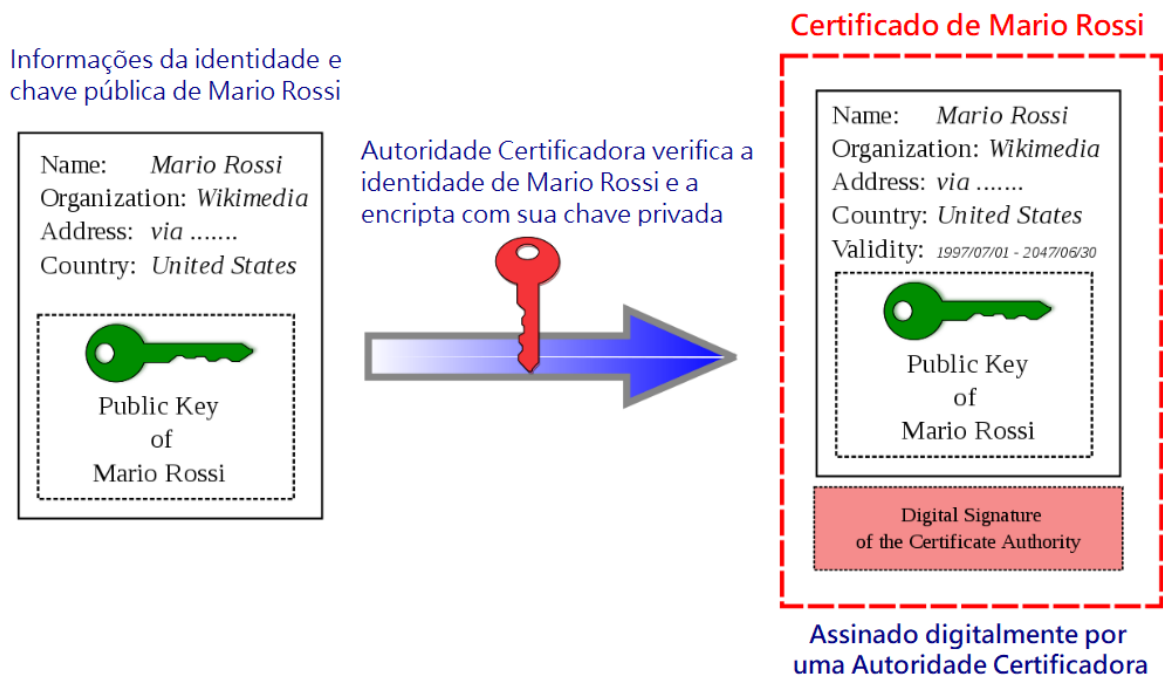 Informações da identidade e
chave pública de Mario Rossi
Name: Mario Rossi
Organization: Wikimedia
Address: via .......
Country: United States
Public Key
of
Mario Rossi
Autoridade Certificadora verifica a
identidade de Mario Rossi e a
encripta com sua chave privada
Certificado de Mario Rossi
Name: Mario Rossi
Organization: Wikimedia
Address: via .......
Country: United States
Validity: 1997/07/01 - 2047/06/30
Public Key
of
Mario Rossi
Digital Signature
of the Certificate Authority
Assinado digitalmente por
uma Autoridade Certificadora